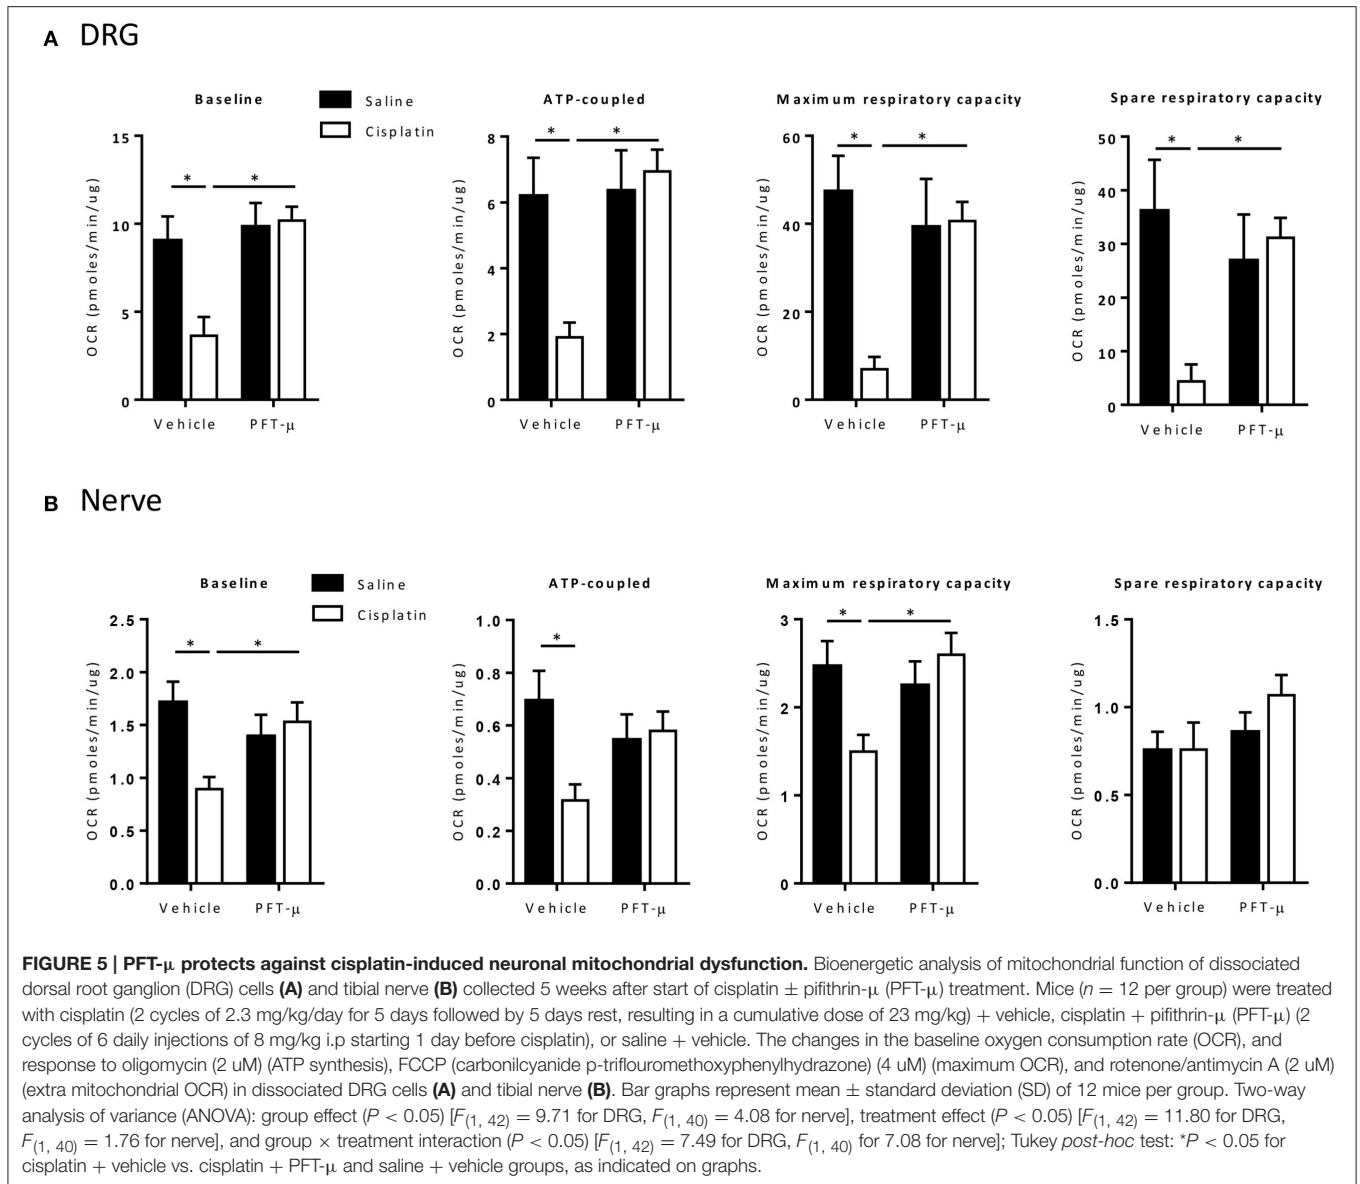 A DRG
Baseline
Saline
Cisplatin
OCR (pmoles/min/ug)
15
10
5
0
* *
Vehicle PFT-μ
ATP-coupled
OCR (pmoles/min/ug)
8
6
4
2
0
* *
Vehicle PFT-μ
Maximum respiratory capacity
OCR (pmoles/min/ug)
60
40
20
0
* *
Vehicle PFT-μ
Spare respiratory capacity
OCR (pmoles/min/ug)
50
40
30
20
10
0
* *
Vehicle PFT-μ
B Nerve
Baseline
Saline
Cisplatin
OCR (pmoles/min/ug)
2.5
2.0
1.5
1.0
0.5
0.0
* *
Vehicle PFT-μ
ATP-coupled
OCR (pmoles/min/ug)
1.0
0.8
0.6
0.4
0.2
0.0
*
Vehicle PFT-μ
Maximum respiratory capacity
OCR (pmoles/min/ug)
3
2
1
0
* *
Vehicle PFT-μ
Spare respiratory capacity
OCR (pmoles/min/ug)
1.5
1.0
0.5
0.0
Vehicle PFT-μ
FIGURE 5 | PFT-μ protects against cisplatin-induced neuronal mitochondrial dysfunction. Bioenergetic analysis of mitochondrial function of dissociated
dorsal root ganglion (DRG) cells (A) and tibial nerve (B) collected 5 weeks after start of cisplatin ± pifithrin-μ (PFT-μ) treatment. Mice (n = 12 per group) were treated
with cisplatin (2 cycles of 2.3 mg/kg/day for 5 days followed by 5 days rest, resulting in a cumulative dose of 23 mg/kg) + vehicle, cisplatin + pifithrin-μ (PFT-μ) (2
cycles of 6 daily injections of 8 mg/kg i.p starting 1 day before cisplatin), or saline + vehicle. The changes in the baseline oxygen consumption rate (OCR), and
response to oligomycin (2 uM) (ATP synthesis), FCCP (carbonilcyanide p-triflouromethoxyphenylhydrazone) (4 uM) (maximum OCR), and rotenone/antimycin A (2 uM)
(extra mitochondrial OCR) in dissociated DRG cells (A) and tibial nerve (B). Bar graphs represent mean ± standard deviation (SD) of 12 mice per group. Two-way
analysis of variance (ANOVA): group effect (P < 0.05) [F(1, 42) = 9.71 for DRG, F(1, 40) = 4.08 for nerve], treatment effect (P < 0.05) [F(1, 42) = 11.80 for DRG,
F(1, 40) = 1.76 for nerve], and group × treatment interaction (P < 0.05) [F(1, 42) = 7.49 for DRG, F(1, 40) for 7.08 for nerve]; Tukey post-hoc test: *P < 0.05 for
cisplatin + vehicle vs. cisplatin + PFT-μ and saline + vehicle groups, as indicated on graphs.